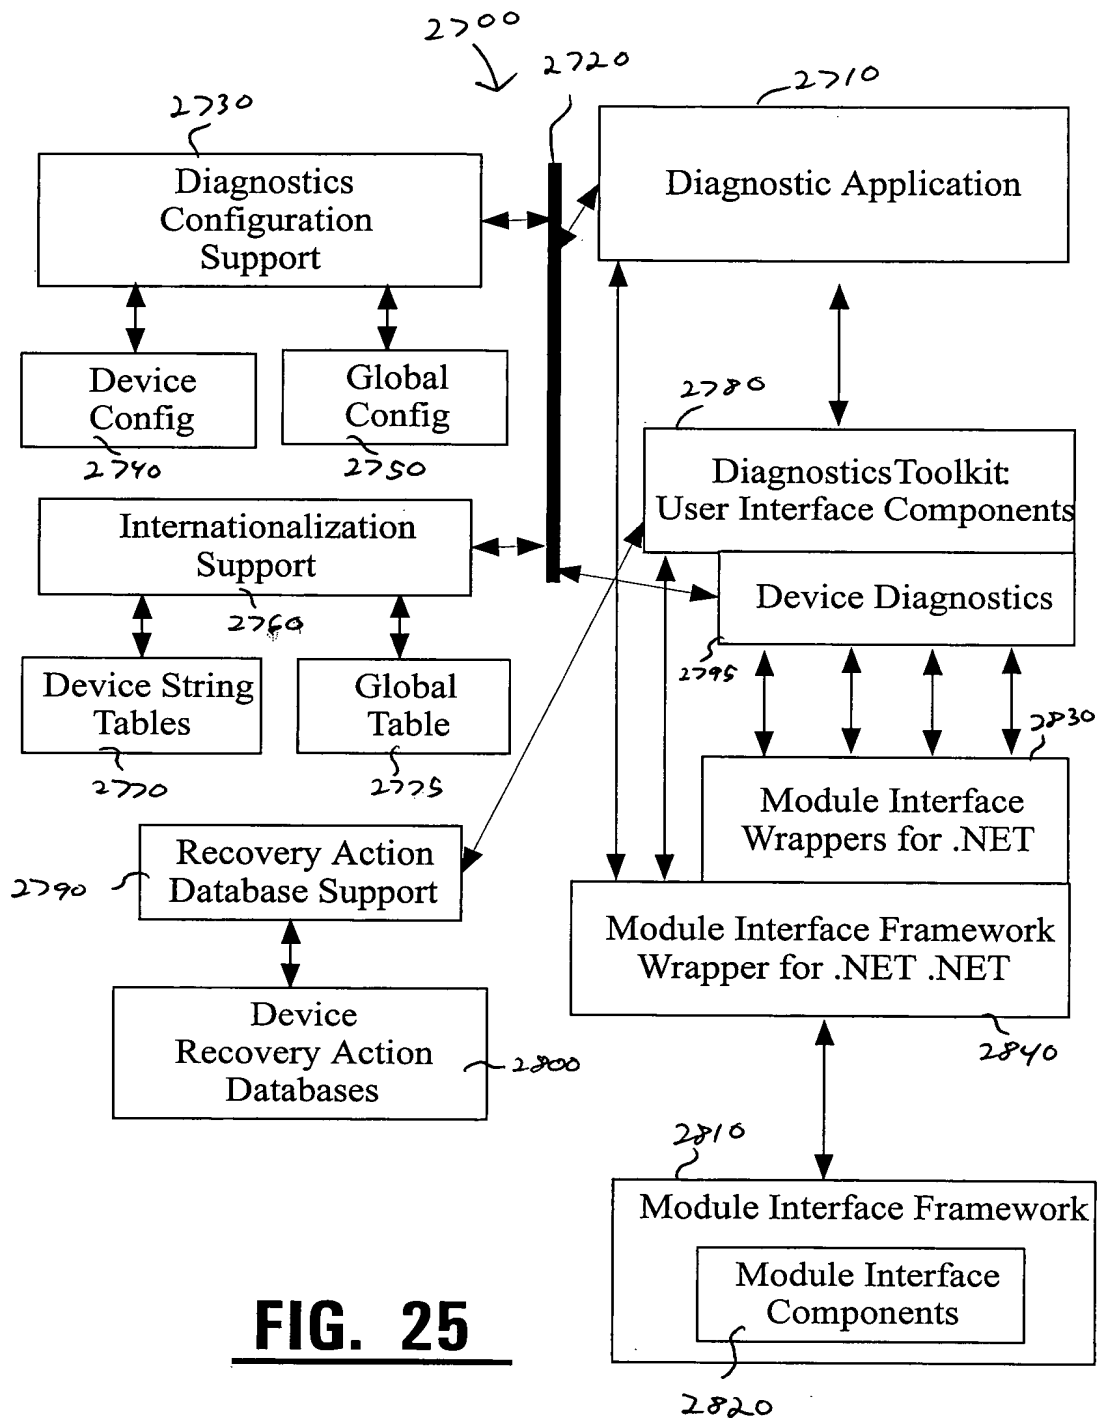 2700
2720
2710
2730
Diagnostics
Configuration
Support
Diagnostic Application
Device
Config
2740
Global
Config
2750
2780
DiagnosticsToolkit:
User Interface Components
Internationalization
Support
2760
Device Diagnostics
2795
Device String
Tables
2770
Global
Table
2775
2830
Module Interface
Wrappers for .NET
Recovery Action
Database Support
2790
Module Interface Framework
Wrapper for .NET .NET
2840
Device
Recovery Action
Databases
2800
2810
Module Interface Framework
Module Interface
Components
2820
FIG. 25